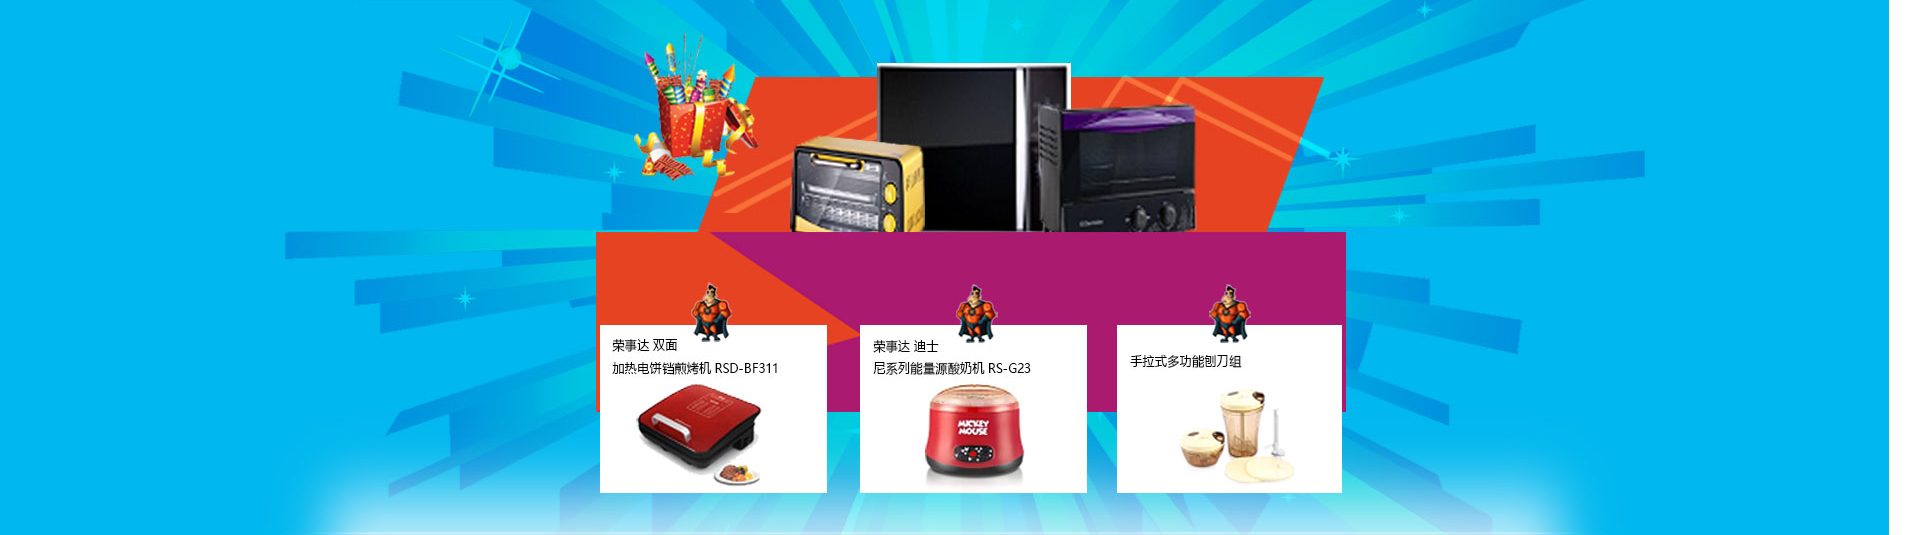 荣事达 双面
加热电饼铛煎烤机 RSD-BF311
荣事达 迪士
尼系列能量源酸奶机 RS-G23
手拉式多功能刨刀组
MICKEY
MOUSE